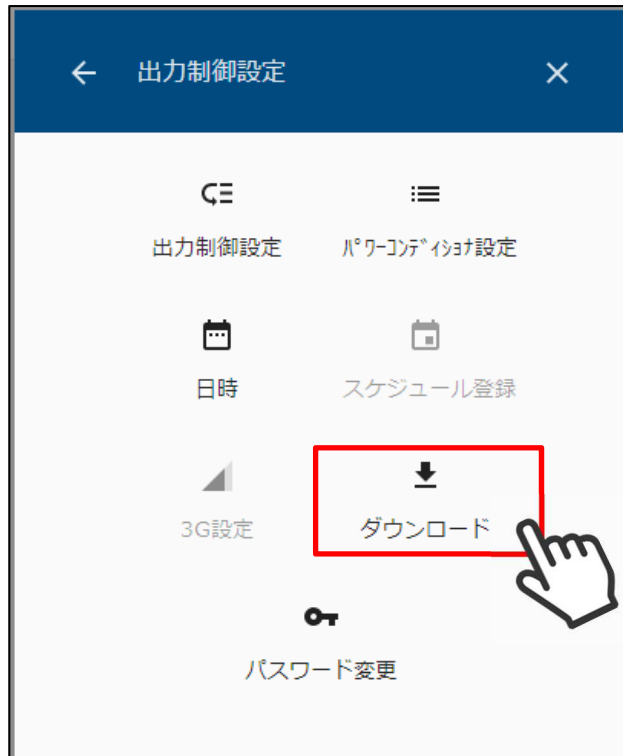 出力制御設定
出力制御設定
ﾊﾟﾜｰｺﾝﾃﾞｨｼｮﾅ設定
日時
スケジュール登録
3G設定
ダウンロード
パスワード変更